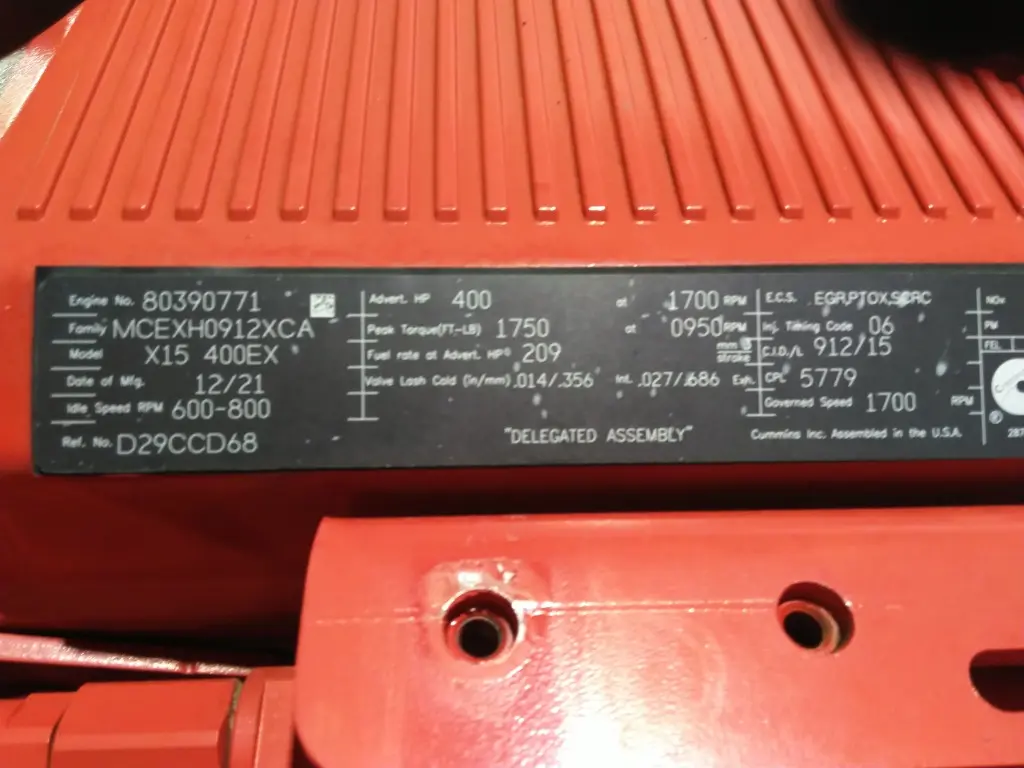 Engine No. 80390771
Family MCEXH0912XCA
Model X15 400EX
Date of Mfg. 12/21
Idle Speed RPM 600-800
Ref. No. D29CCD68
Advert. HP 400 at 1700 RPM
Peak Torque(FT-LB) 1750 at 0950 RPM
Fuel rate at Advert. HP 209 mm3 stroke
Valve Lash Cold (in/mm) .014/.356 Int. .027/.686 Exh.
"DELEGATED ASSEMBLY"
E.C.S. EGR,PTOX,SCRC
Inj. Timing Code 06
C.I.D./L 912/15
CPL 5779
Governed Speed 1700 RPM
Cummins Inc. Assembled in the U.S.A.
NOx
PM
FEL
®
287